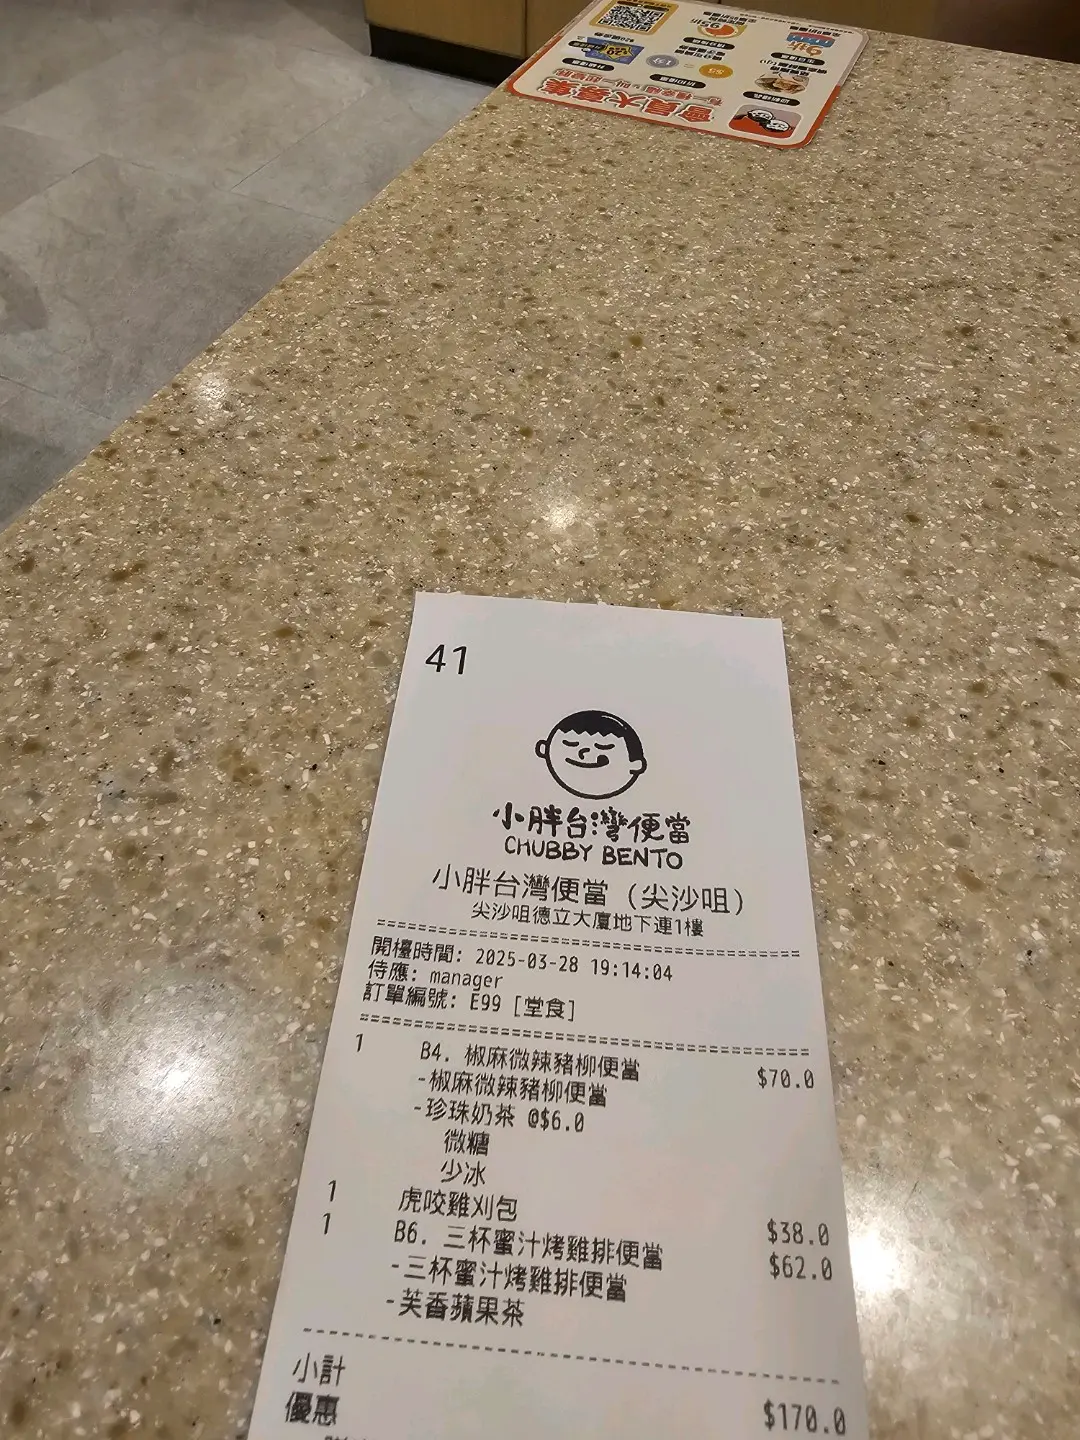 會員大募集
41
小胖台灣便當
CHUBBY BENTO
小胖台灣便當 (尖沙咀)
尖沙咀德立大廈地下連1樓
開檯時間: 2025-03-28 19:14:04
侍應: manager
訂單編號: E99 [堂食]
1 B4. 椒麻微辣豬柳便當 $70.0
-椒麻微辣豬柳便當
-珍珠奶茶 @$6.0
微糖
少冰
1 虎咬雞刈包 $38.0
1 B6. 三杯蜜汁烤雞排便當 $62.0
-三杯蜜汁烤雞排便當
-芙香蘋果茶
小計 $170.0
優惠